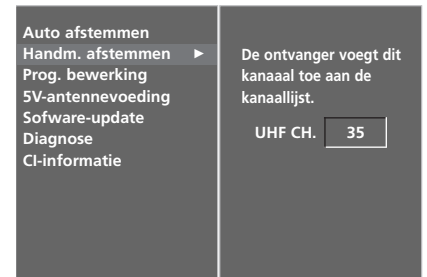 Auto afstemmen
Handm. afstemmen ►
Prog. bewerking
5V-antennevoeding
Sofware-update
Diagnose
CI-informatie
De ontvanger voegt dit
kanaaal toe aan de
kanaallijst.
UHF CH. 35